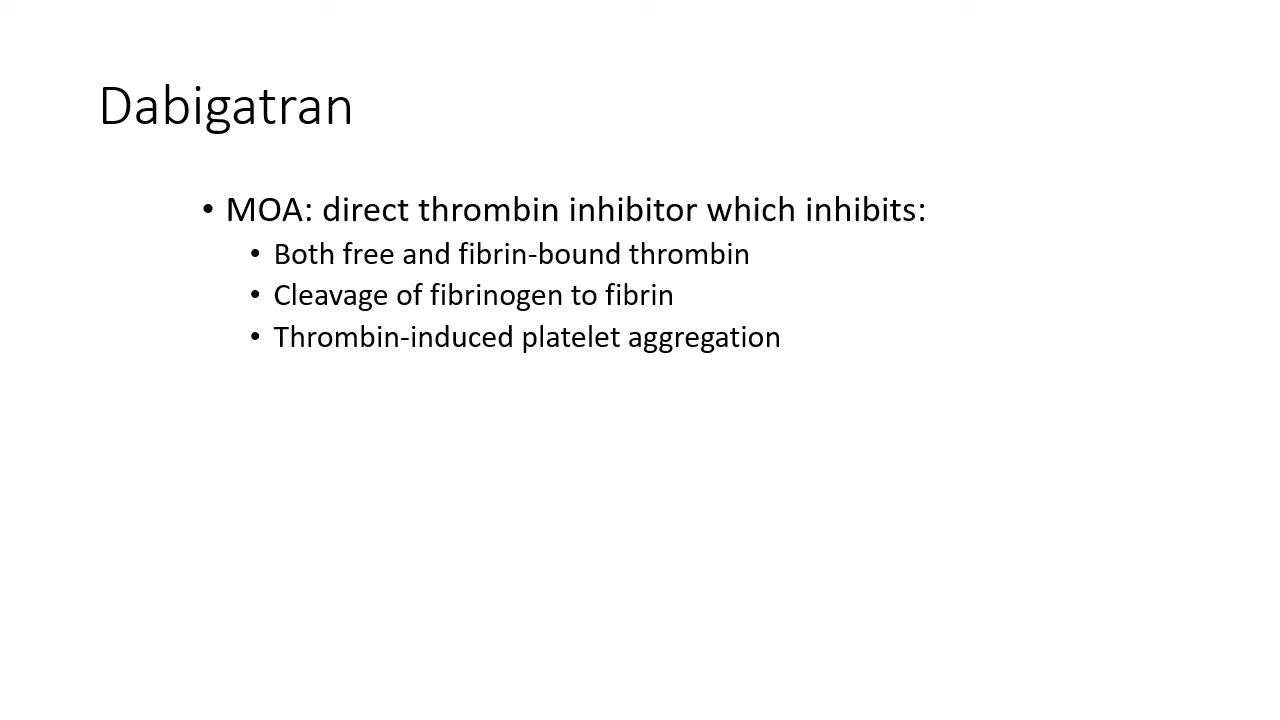 Dabigatran
• MOA: direct thrombin inhibitor which inhibits:
• Both free and fibrin-bound thrombin
• Cleavage of fibrinogen to fibrin
• Thrombin-induced platelet aggregation